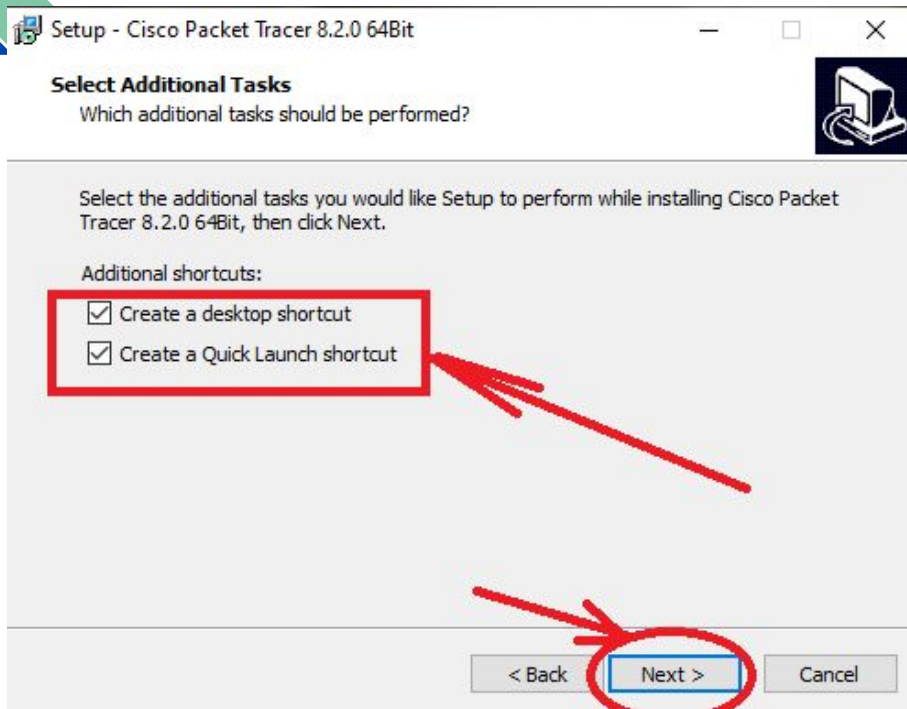 Setup - Cisco Packet Tracer 8.2.0 64Bit
Select Additional Tasks
Which additional tasks should be performed?
Select the additional tasks you would like Setup to perform while installing Cisco Packet
Tracer 8.2.0 64Bit, then click Next.
Additional shortcuts:
Create a desktop shortcut
Create a Quick Launch shortcut
< Back Next > Cancel